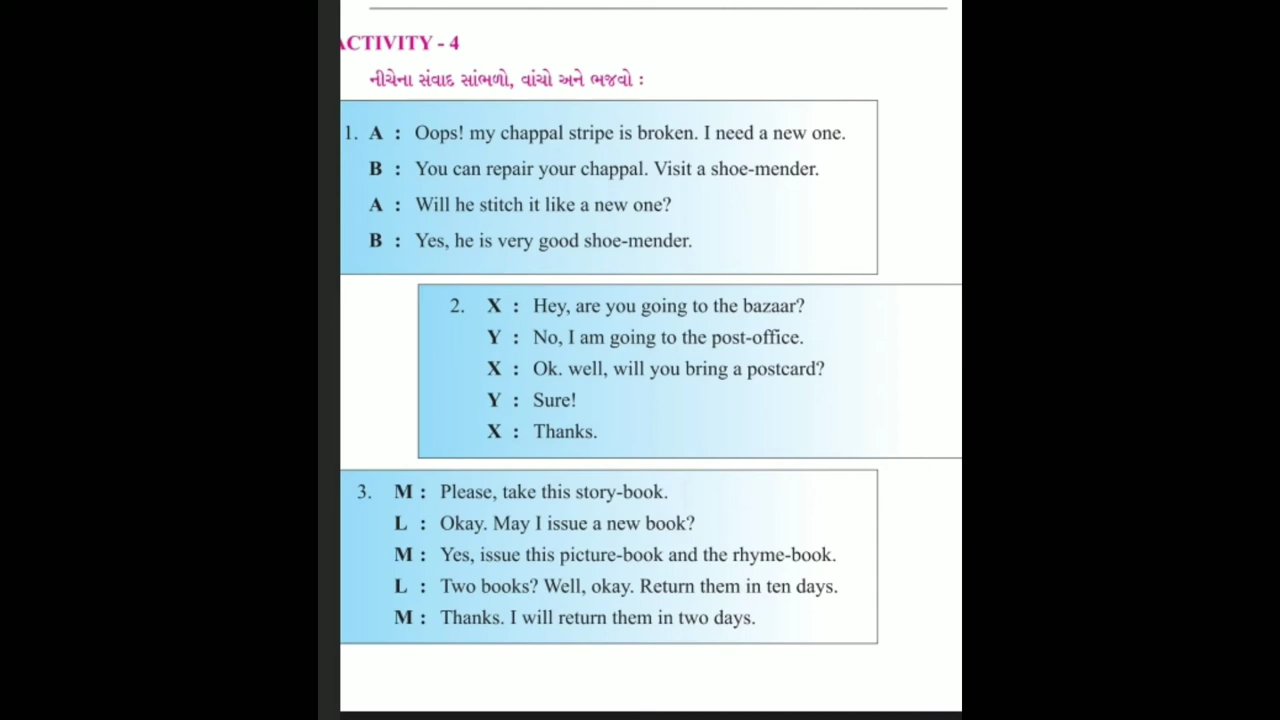 ACTIVITY - 4
નીચેના સંવાદ સાંભળો, વાંચો અને ભજવો :
1. A : Oops! my chappal stripe is broken. I need a new one.
B : You can repair your chappal. Visit a shoe-mender.
A : Will he stitch it like a new one?
B : Yes, he is very good shoe-mender.
2. X : Hey, are you going to the bazaar?
Y : No, I am going to the post-office.
X : Ok. well, will you bring a postcard?
Y : Sure!
X : Thanks.
3. M : Please, take this story-book.
L : Okay. May I issue a new book?
M : Yes, issue this picture-book and the rhyme-book.
L : Two books? Well, okay. Return them in ten days.
M : Thanks. I will return them in two days.